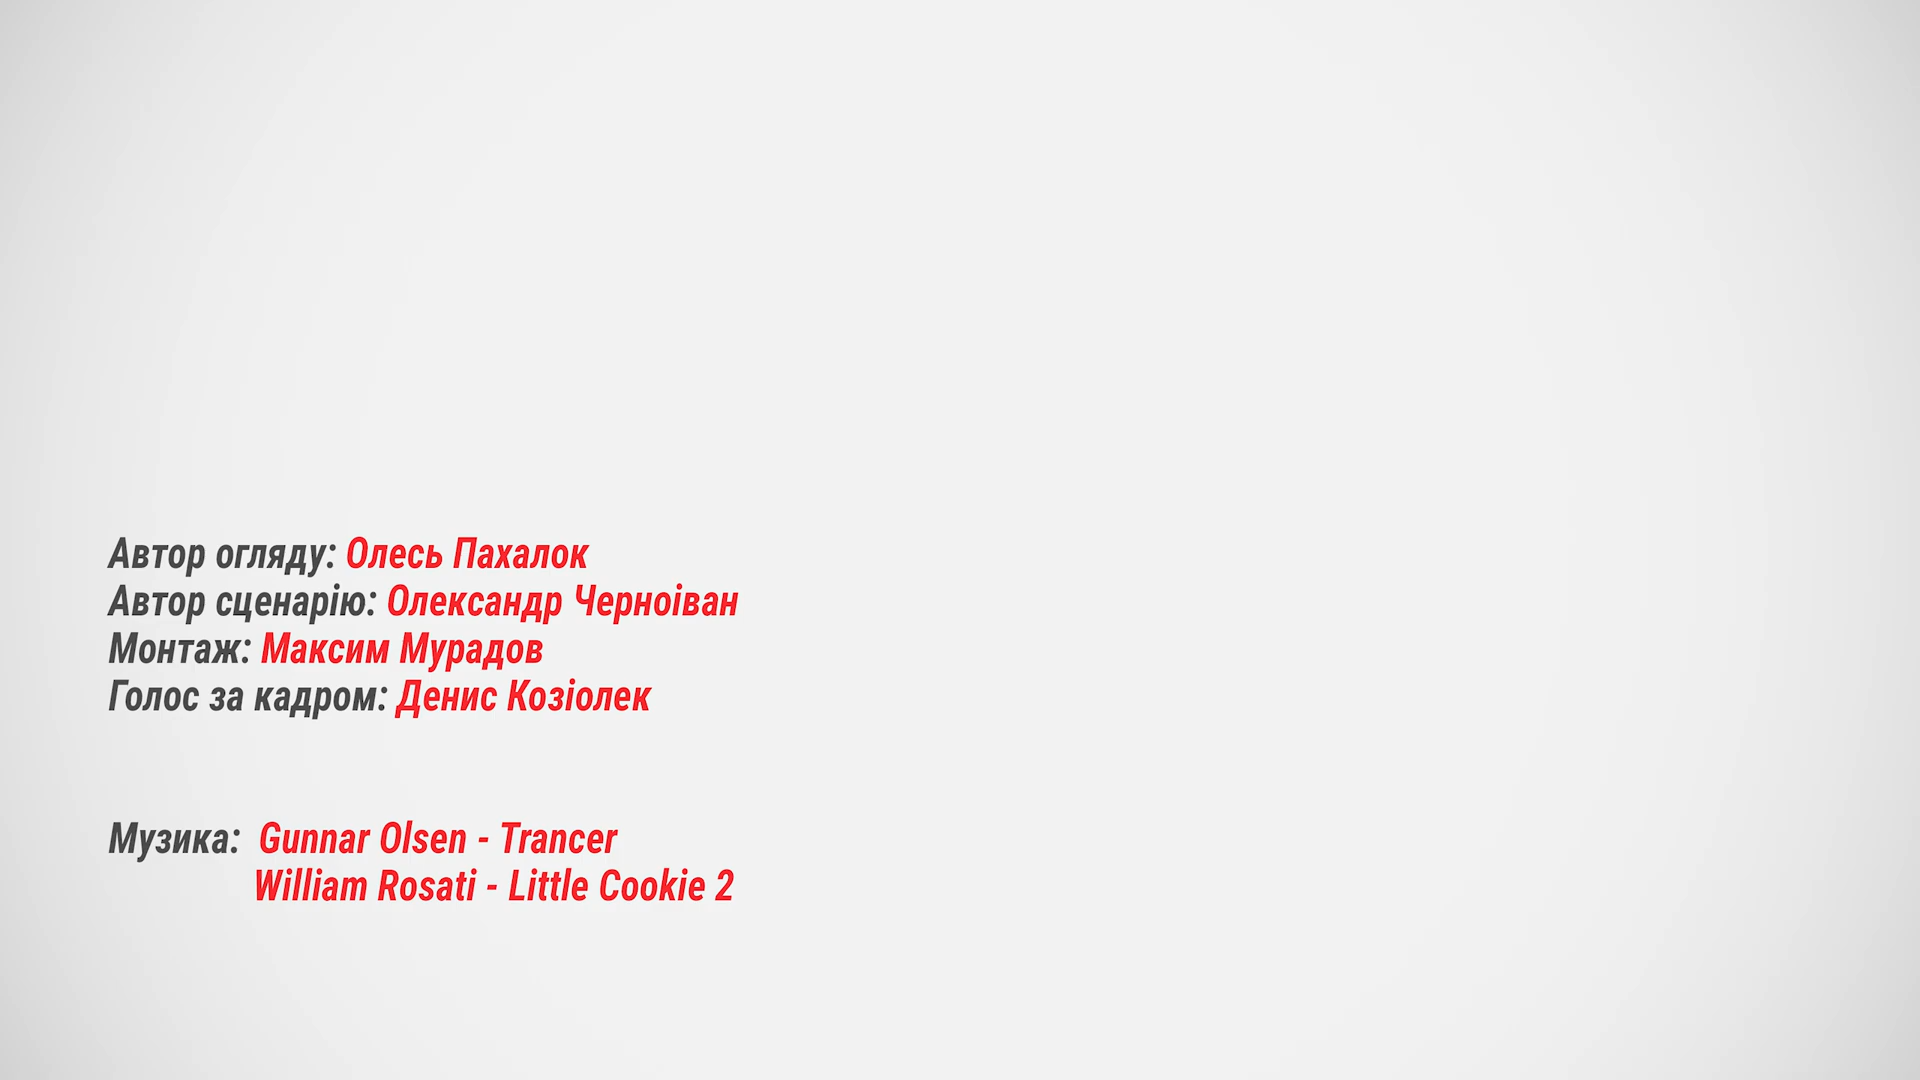 Автор огляду: Олесь Пахалок
Автор сценарію: Олександр Черноіван
Монтаж: Максим Мурадов
Голос за кадром: Денис Козіолек
Музика: Gunnar Olsen - Trancer
William Rosati - Little Cookie 2